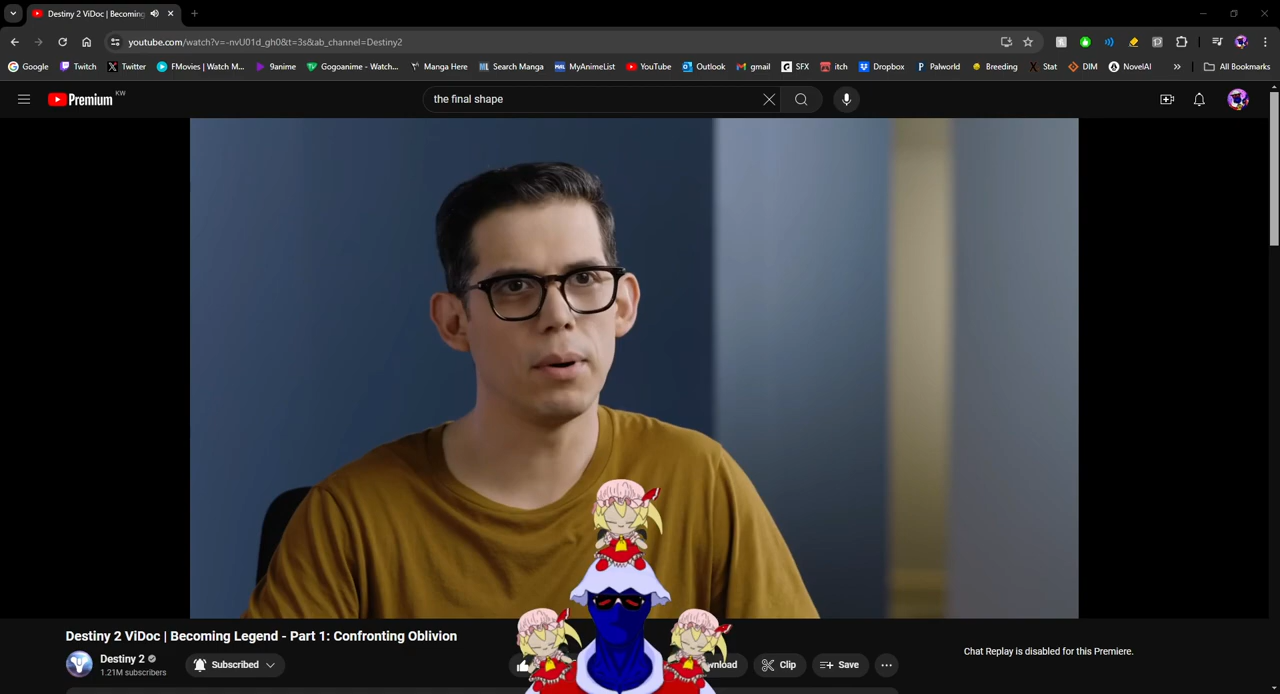 Destiny 2 ViDoc | Becoming
youtube.com/watch?v=-nvU01d_gh0&t=3s&ab_channel=Destiny2
Google Twitch Twitter FMovies | Watch M... 9anime Gogoanime - Watch... Manga Here Search Manga MyAnimeList YouTube Outlook gmail SFX itch Dropbox Palworld Breeding Stat DIM NovelAI » All Bookmarks
Premium KW the final shape
Destiny 2 ViDoc | Becoming Legend - Part 1: Confronting Oblivion
Chat Replay is disabled for this Premiere.
Destiny 2
1.21M subscribers
Subscribed
Clip Save